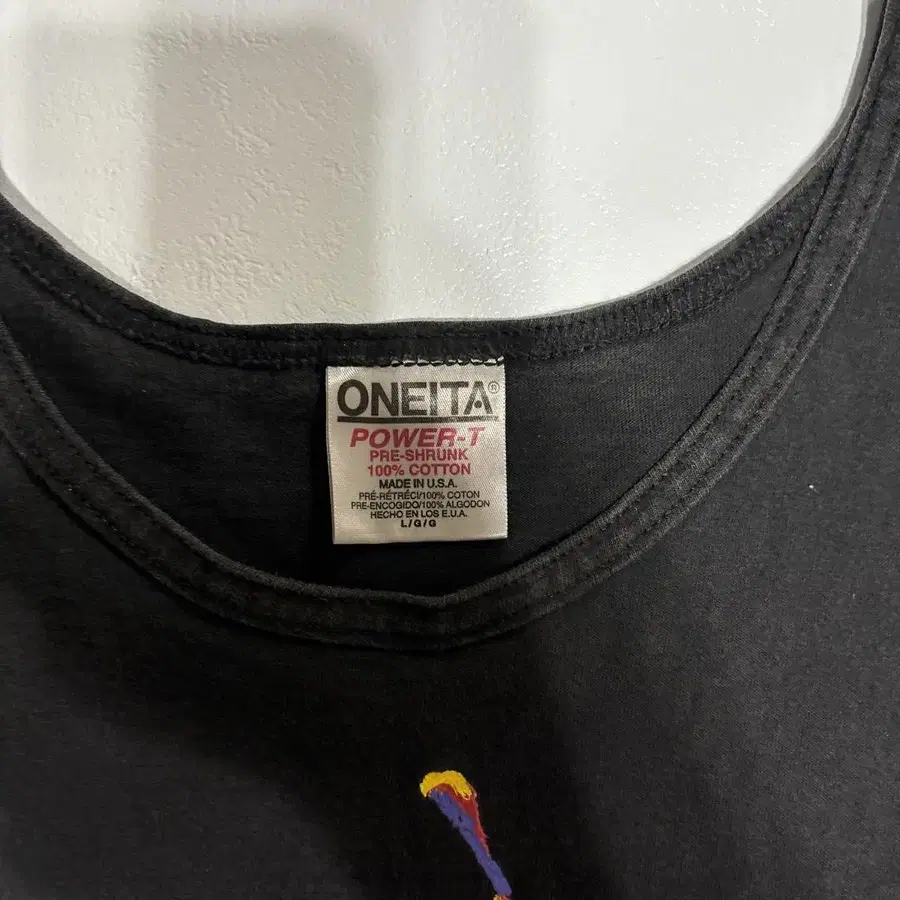 ONEITA®
POWER-T
PRE-SHRUNK
100% COTTON
MADE IN U.S.A.
PRÉ-RÉTRÉCI/100% COTON
PRE-ENCOGIDO/100% ALGODON
HECHO EN LOS E.U.A.
L/G/G